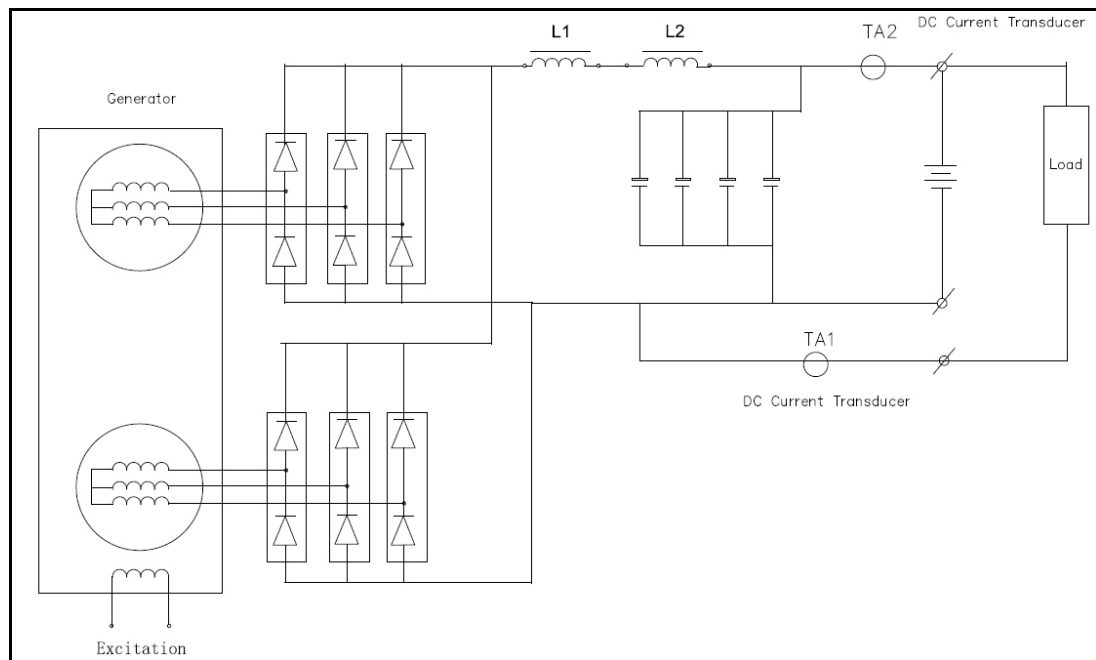 L1
L2
TA2
DC Current Transducer
Generator
Load
TA1
DC Current Transducer
Excitation